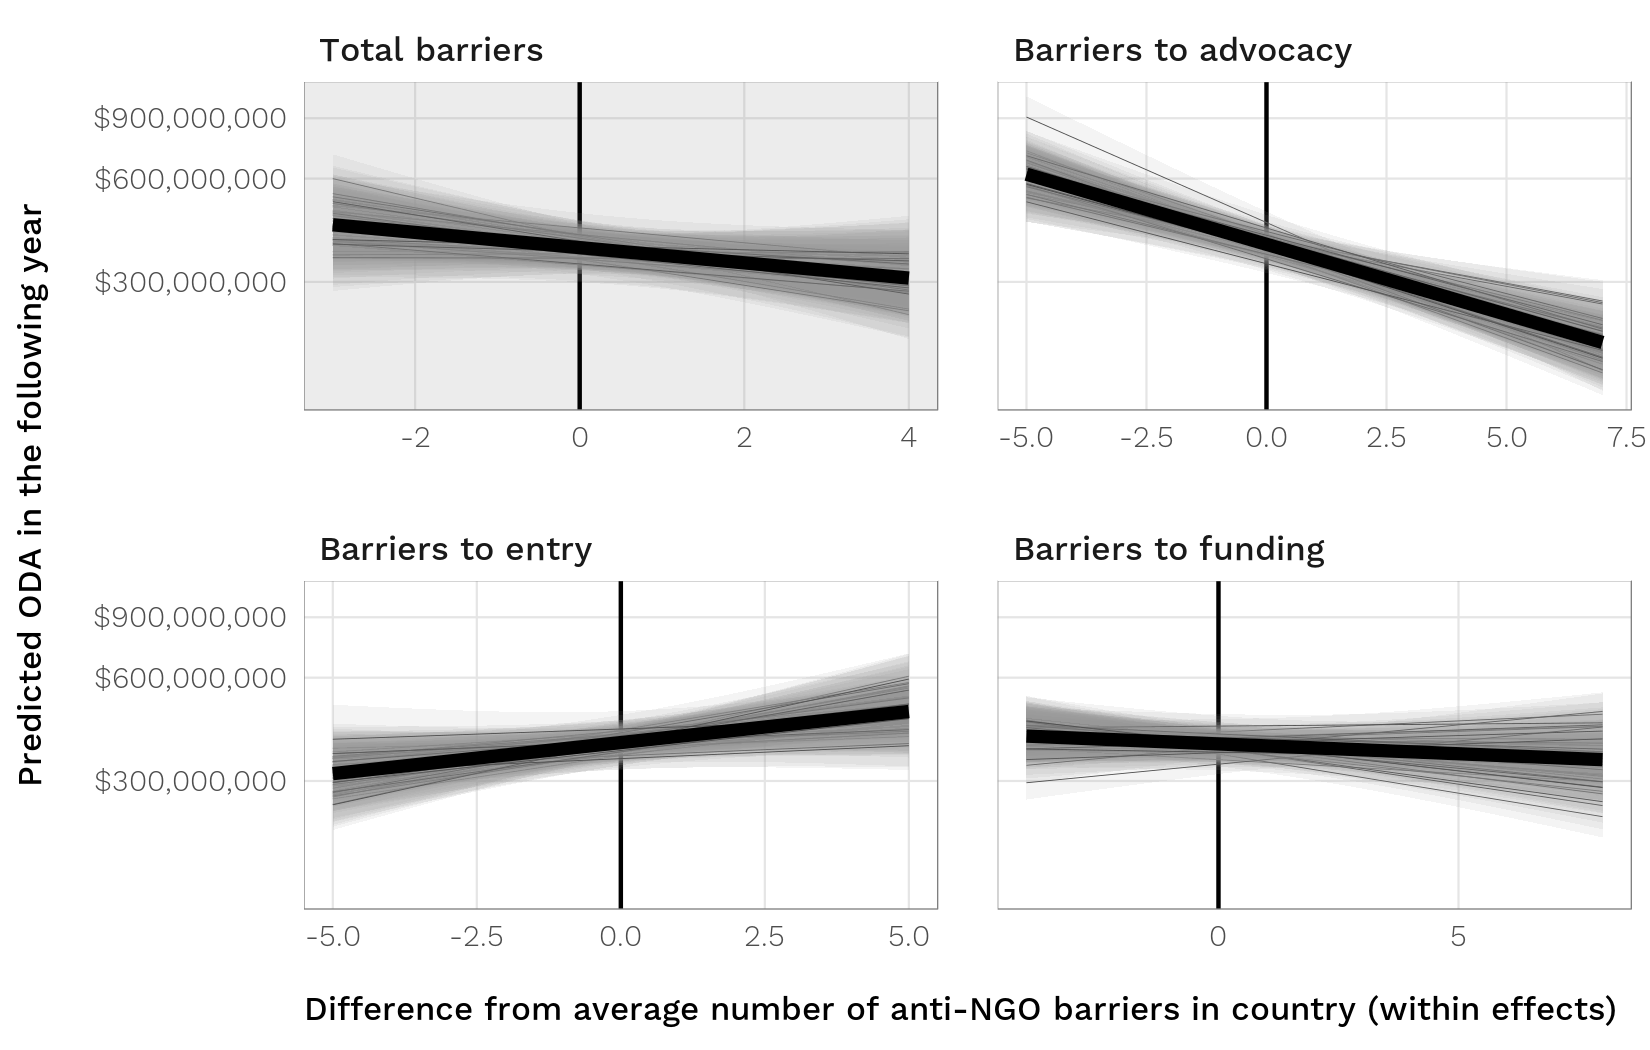 Total barriers
Barriers to advocacy
$900,000,000
$600,000,000
$300,000,000
-2 0 2 4
-5.0 -2.5 0.0 2.5 5.0 7.5
Predicted ODA in the following year
Barriers to entry
Barriers to funding
$900,000,000
$600,000,000
$300,000,000
-5.0 -2.5 0.0 2.5 5.0
0 5
Difference from average number of anti-NGO barriers in country (within effects)